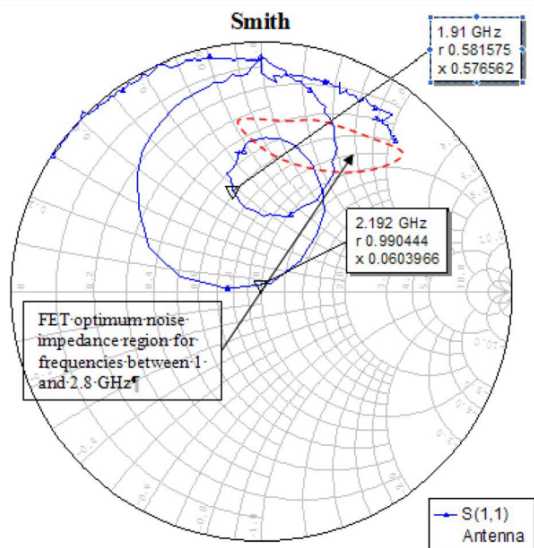 Smith
1.91 GHz
r 0.581575
x 0.576562
2.192 GHz
r 0.990444
x 0.0603966
FET·optimum·noise
impedance·region·for
frequencies·between·1·
and·2.8·GHz¶
S(1,1)
Antenna